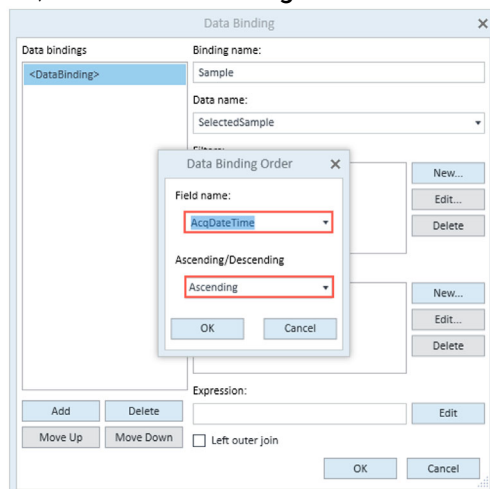 Data Binding
Data bindings
Binding name:
<DataBinding>
Sample
Data name:
SelectedSample
Data Binding Order
New...
Field name:
Edit...
AcqDateTime
Delete
Ascending/Descending
Ascending
New...
OK
Cancel
Edit...
Delete
Expression:
Add
Delete
Edit
Move Up
Move Down
Left outer join
OK
Cancel